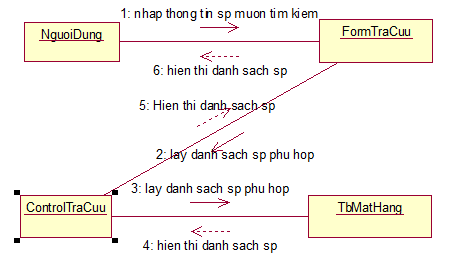 1: nhap thong tin sp muon tim kiem
NguoiDung
FormTraCuu
6: hien thi danh sach sp
5: Hien thi danh sach sp
2: lay danh sach sp phu hop
3: lay danh sach sp phu hop
ControlTraCuu
TbMatHang
4: hien thi danh sach sp